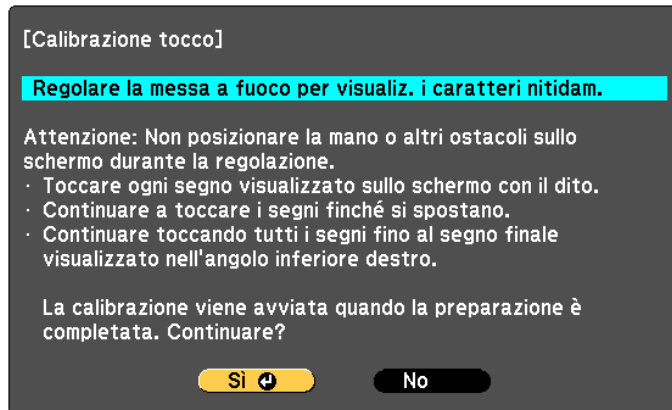 [Calibrazione tocco]
Regolare la messa a fuoco per visualiz. i caratteri nitidam.
Attenzione: Non posizionare la mano o altri ostacoli sullo
schermo durante la regolazione.
· Toccare ogni segno visualizzato sullo schermo con il dito.
· Continuare a toccare i segni finché si spostano.
· Continuare toccando tutti i segni fino al segno finale
visualizzato nell'angolo inferiore destro.
La calibrazione viene avviata quando la preparazione è
completata. Continuare?
Sì No